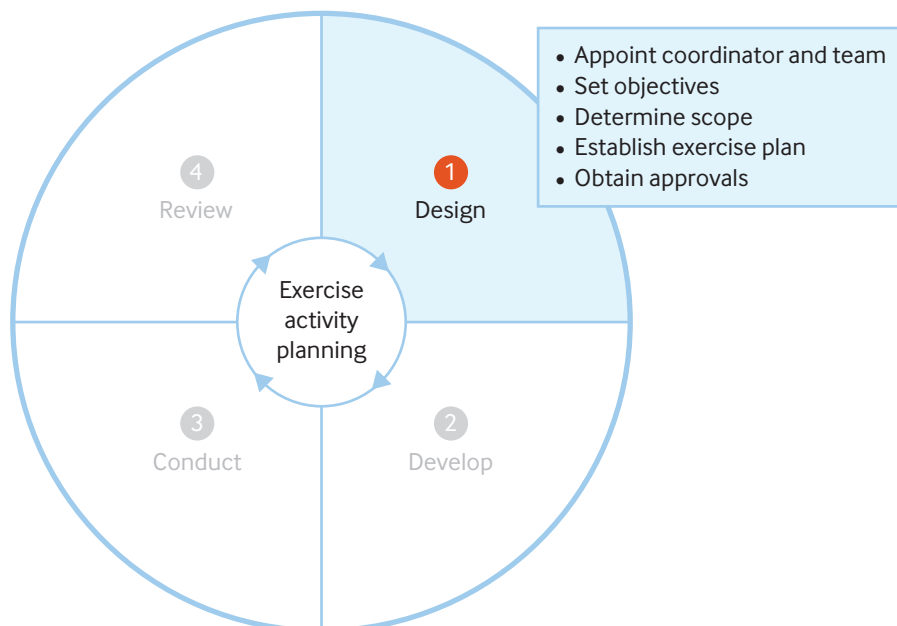 • Appoint coordinator and team
• Set objectives
• Determine scope
• Establish exercise plan
• Obtain approvals
4
Review
1
Design
Exercise
activity
planning
3
Conduct
2
Develop